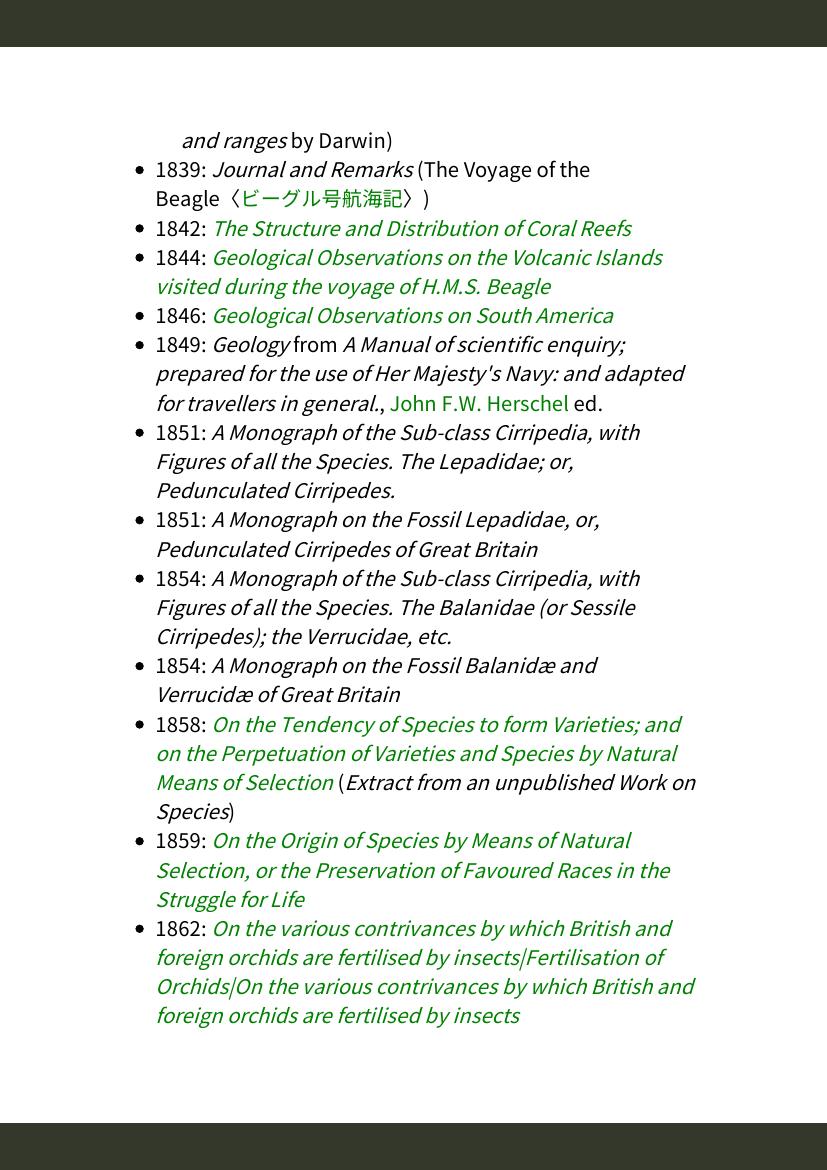 and ranges by Darwin)
• 1839: Journal and Remarks (The Voyage of the
Beagle〈ビーグル号航海記〉)
• 1842: The Structure and Distribution of Coral Reefs
• 1844: Geological Observations on the Volcanic Islands
visited during the voyage of H.M.S. Beagle
• 1846: Geological Observations on South America
• 1849: Geology from A Manual of scientific enquiry;
prepared for the use of Her Majesty's Navy: and adapted
for travellers in general., John F.W. Herschel ed.
• 1851: A Monograph of the Sub-class Cirripedia, with
Figures of all the Species. The Lepadidae; or,
Pedunculated Cirripedes.
• 1851: A Monograph on the Fossil Lepadidae, or,
Pedunculated Cirripedes of Great Britain
• 1854: A Monograph of the Sub-class Cirripedia, with
Figures of all the Species. The Balanidae (or Sessile
Cirripedes); the Verrucidae, etc.
• 1854: A Monograph on the Fossil Balanidæ and
Verrucidæ of Great Britain
• 1858: On the Tendency of Species to form Varieties; and
on the Perpetuation of Varieties and Species by Natural
Means of Selection (Extract from an unpublished Work on
Species)
• 1859: On the Origin of Species by Means of Natural
Selection, or the Preservation of Favoured Races in the
Struggle for Life
• 1862: On the various contrivances by which British and
foreign orchids are fertilised by insects|Fertilisation of
Orchids|On the various contrivances by which British and
foreign orchids are fertilised by insects